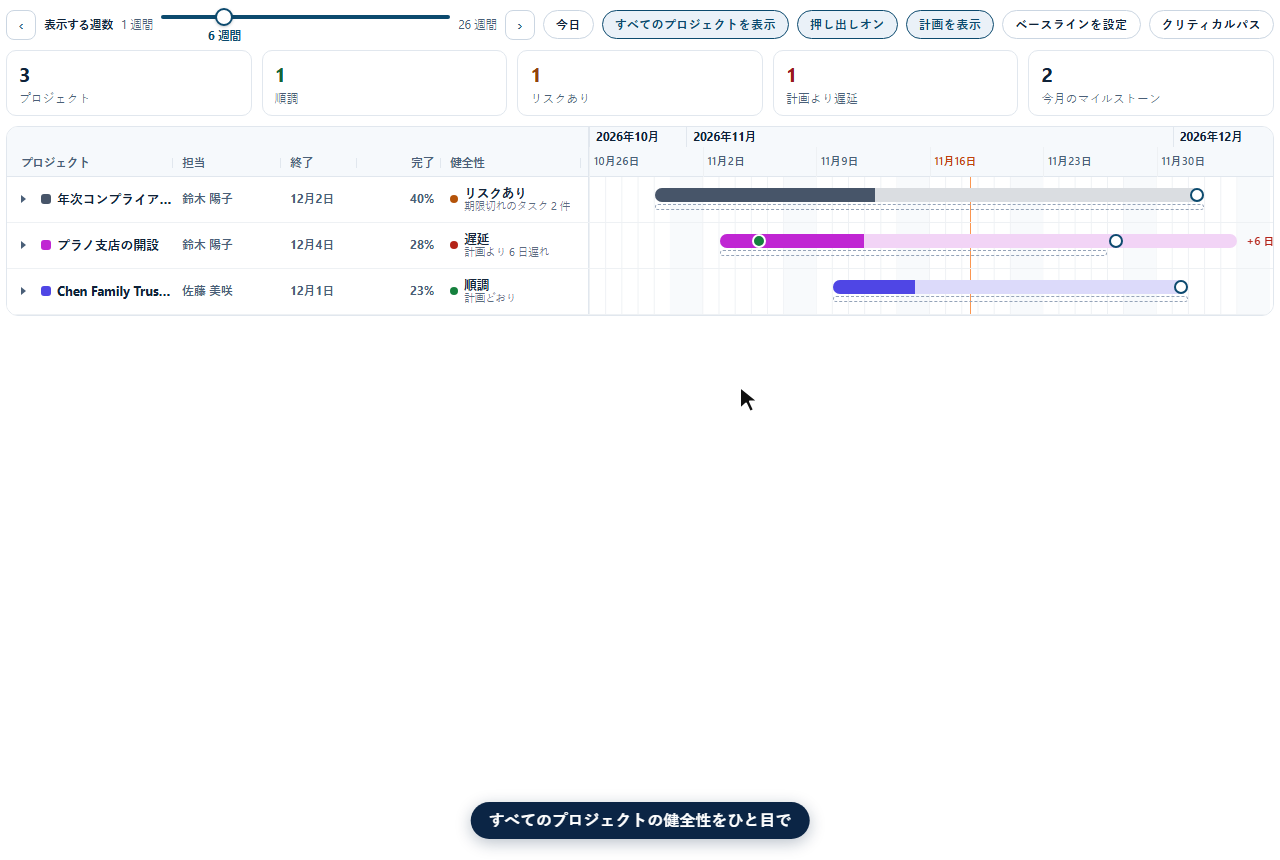 ‹ 表示する週数 1 週間 6 週間 26 週間 › 今日 すべてのプロジェクトを表示 押し出しオン 計画を表示 ベースラインを設定 クリティカルパス
3 1 1 1 2
プロジェクト 順調 リスクあり 計画より遅延 今月のマイルストーン
2026年10月 2026年11月 2026年12月
プロジェクト 担当 終了 完了 健全性 10月26日 11月2日 11月9日 11月16日 11月23日 11月30日
年次コンプライア... 鈴木 陽子 12月2日 40% リスクあり
期限切れのタスク 2 件
プラノ支店の開設 鈴木 陽子 12月4日 28% 遅延 +6 日
計画より 6 日遅れ
Chen Family Trus... 佐藤 美咲 12月1日 23% 順調
計画どおり
すべてのプロジェクトの健全性をひと目で